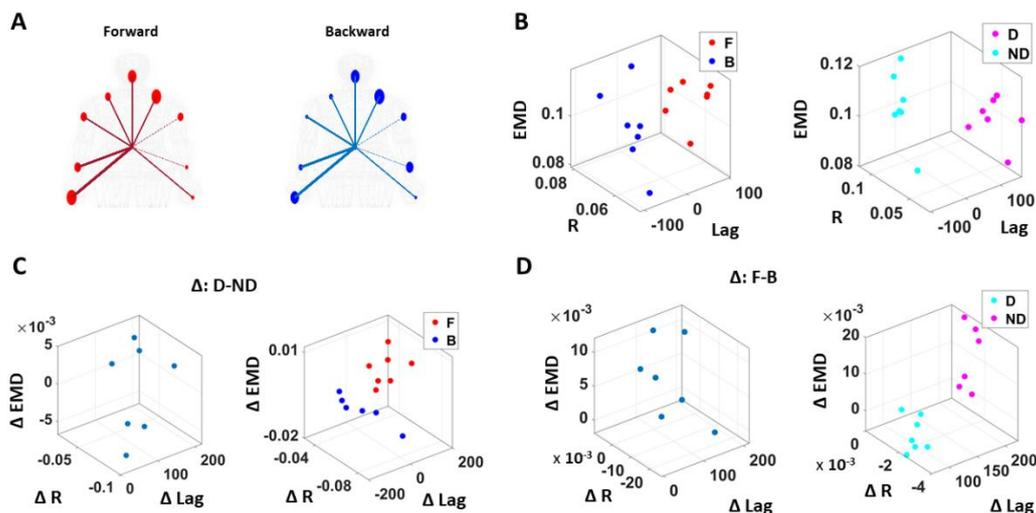 A
Forward
Backward
B
F
B
EMD
0.1
0.08
0.08
0.06
R
-100
0
100
Lag
D
ND
EMD
0.12
0.1
0.08
0.1
0.05
R
-100
0
100
Lag
C
Δ: D-ND
× 10⁻³
5
0
-5
Δ EMD
-0.05
-0.1
Δ R
0
100
200
Δ Lag
F
B
0.01
-0.02
Δ EMD
-0.04
-0.08
Δ R
-200
0
200
Δ Lag
D
Δ: F-B
× 10⁻³
10
5
0
Δ EMD
x 10⁻³
0
-10
-20
Δ R
0
100
200
Δ Lag
D
ND
× 10⁻³
20
10
0
Δ EMD
0
x 10⁻³
-2
-4
Δ R
100
150
200
Δ Lag